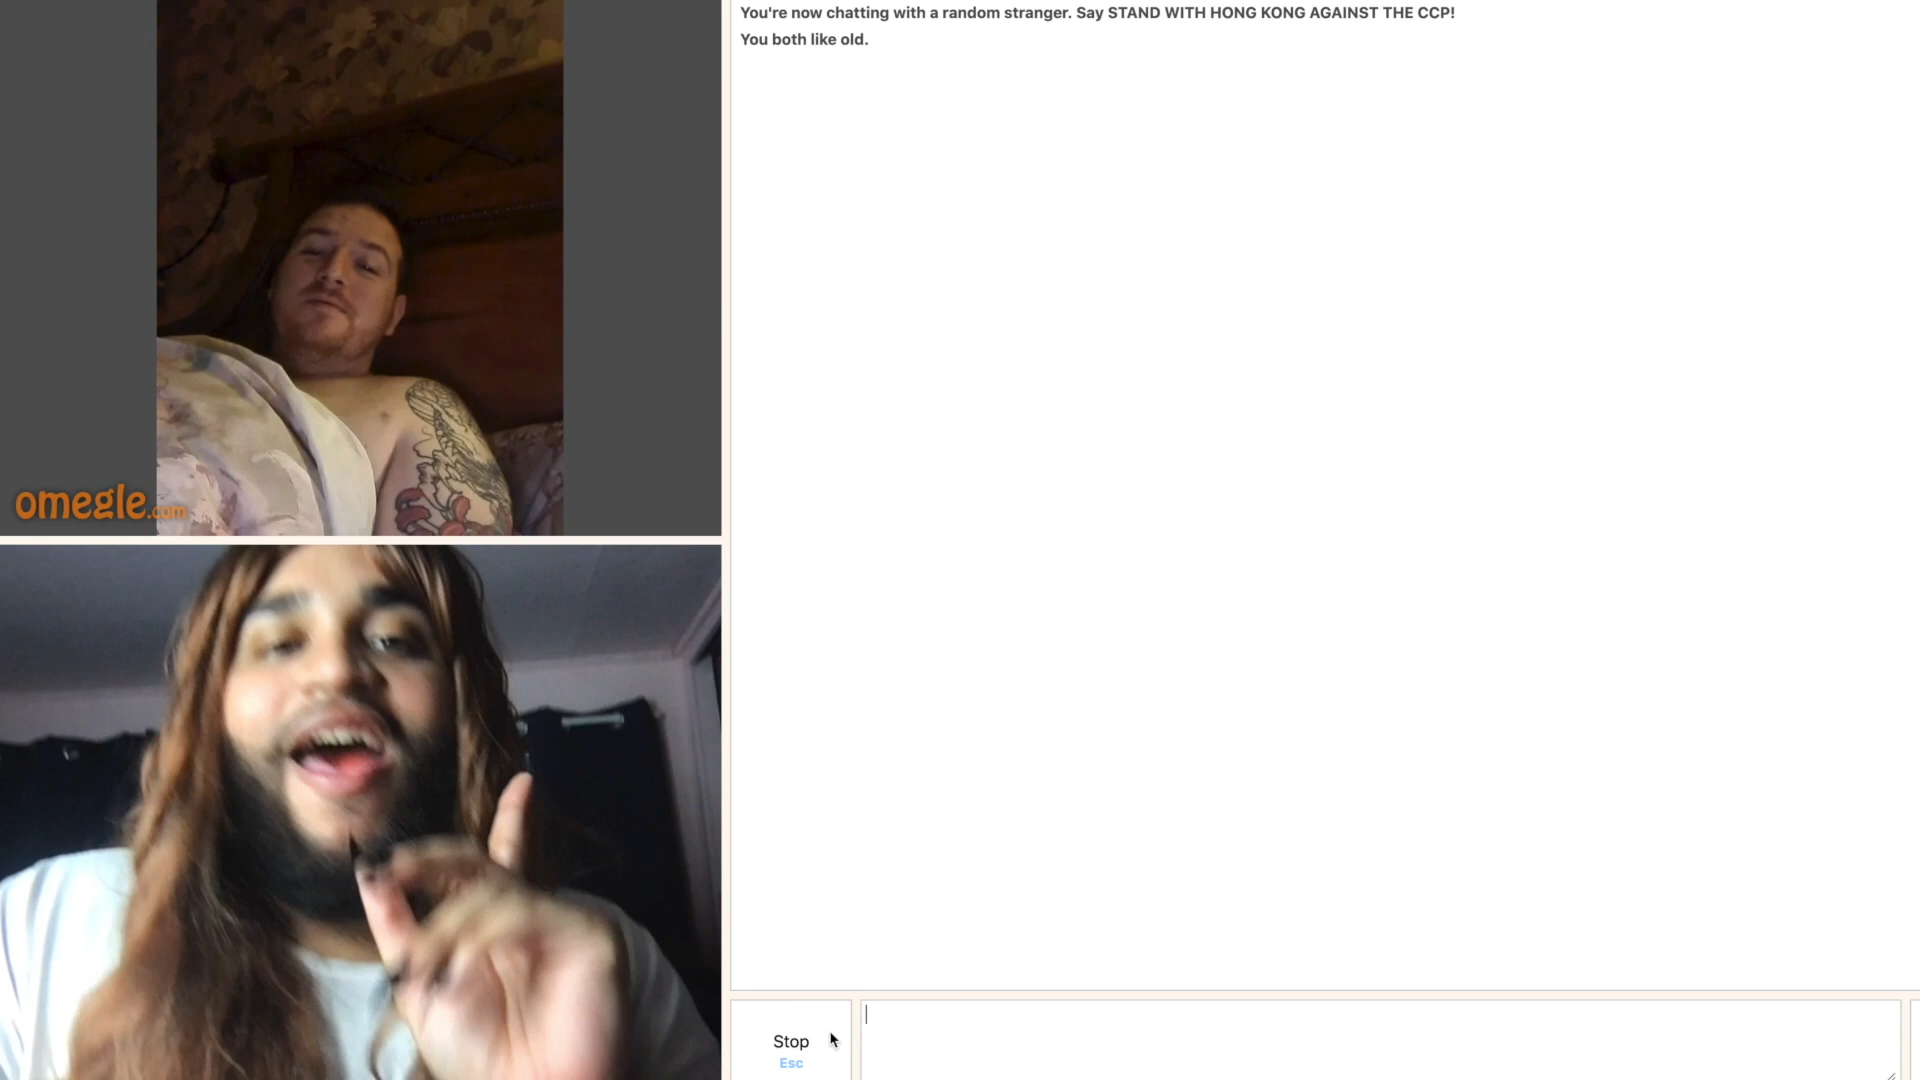 You're now chatting with a random stranger. Say STAND WITH HONG KONG AGAINST THE CCP!
You both like old.
omegle.com
Stop
Esc